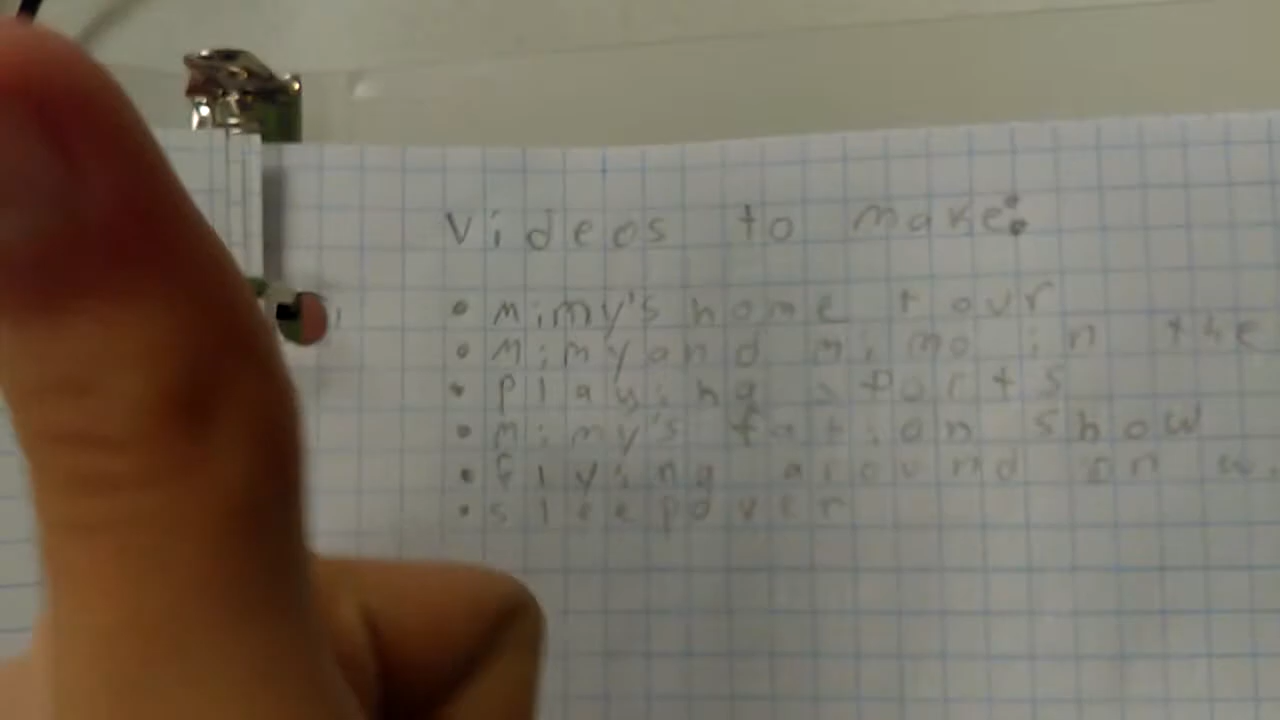 Videos to make:
• Mimy's home tour
• Mimy and mimo in the
• playing sports
• Mimy's fation show
• flying around on
• sleepover